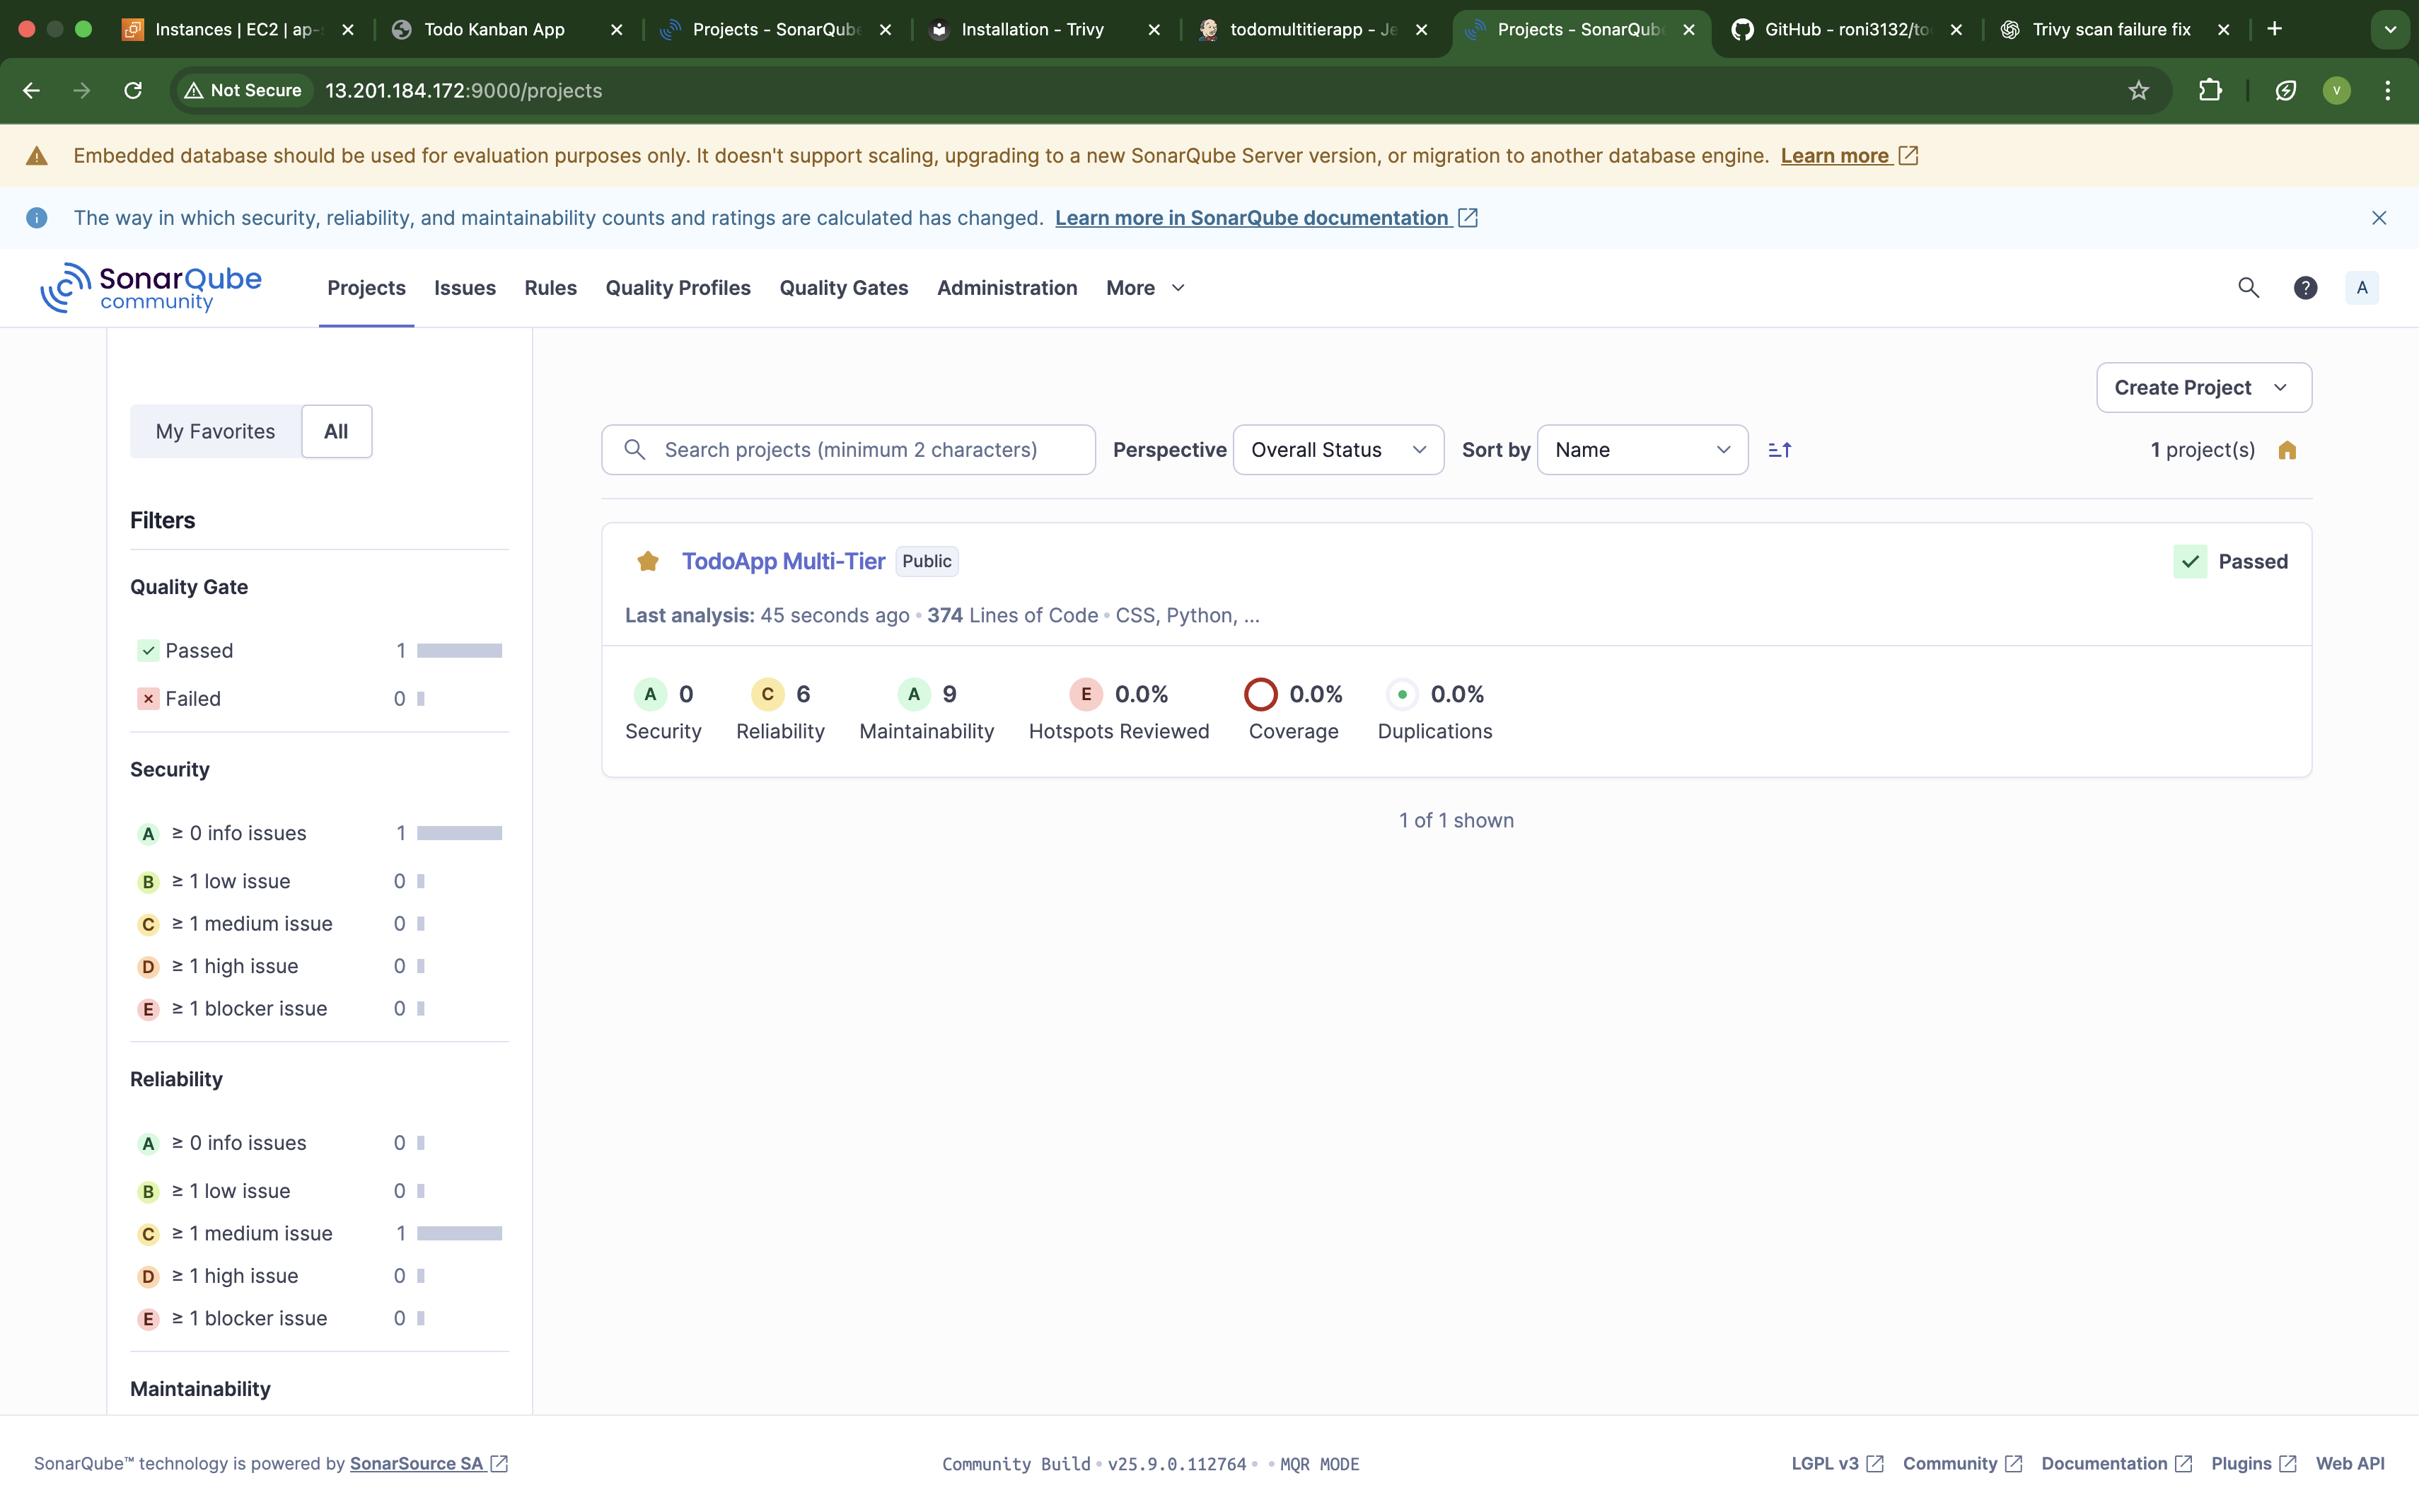 Instances | EC2 | ap-s
Todo Kanban App
Projects - SonarQube
Installation - Trivy
todomultitierapp - Je
Projects - SonarQube
GitHub - roni3132/to
Trivy scan failure fix
Not Secure 13.201.184.172:9000/projects
V
Embedded database should be used for evaluation purposes only. It doesn't support scaling, upgrading to a new SonarQube Server version, or migration to another database engine. Learn more
The way in which security, reliability, and maintainability counts and ratings are calculated has changed. Learn more in SonarQube documentation
SonarQube
community
Projects Issues Rules Quality Profiles Quality Gates Administration More
A
My Favorites All
Filters
Quality Gate
Passed 1
Failed 0
Security
A ≥ 0 info issues 1
B ≥ 1 low issue 0
C ≥ 1 medium issue 0
D ≥ 1 high issue 0
E ≥ 1 blocker issue 0
Reliability
A ≥ 0 info issues 0
B ≥ 1 low issue 0
C ≥ 1 medium issue 1
D ≥ 1 high issue 0
E ≥ 1 blocker issue 0
Maintainability
Create Project
Search projects (minimum 2 characters) Perspective Overall Status Sort by Name 1 project(s)
TodoApp Multi-Tier Public Passed
Last analysis: 45 seconds ago • 374 Lines of Code • CSS, Python, ...
A 0 C 6 A 9 E 0.0% 0.0% 0.0%
Security Reliability Maintainability Hotspots Reviewed Coverage Duplications
1 of 1 shown
SonarQube™ technology is powered by SonarSource SA
Community Build • v25.9.0.112764 • • MQR MODE
LGPL v3 Community Documentation Plugins Web API